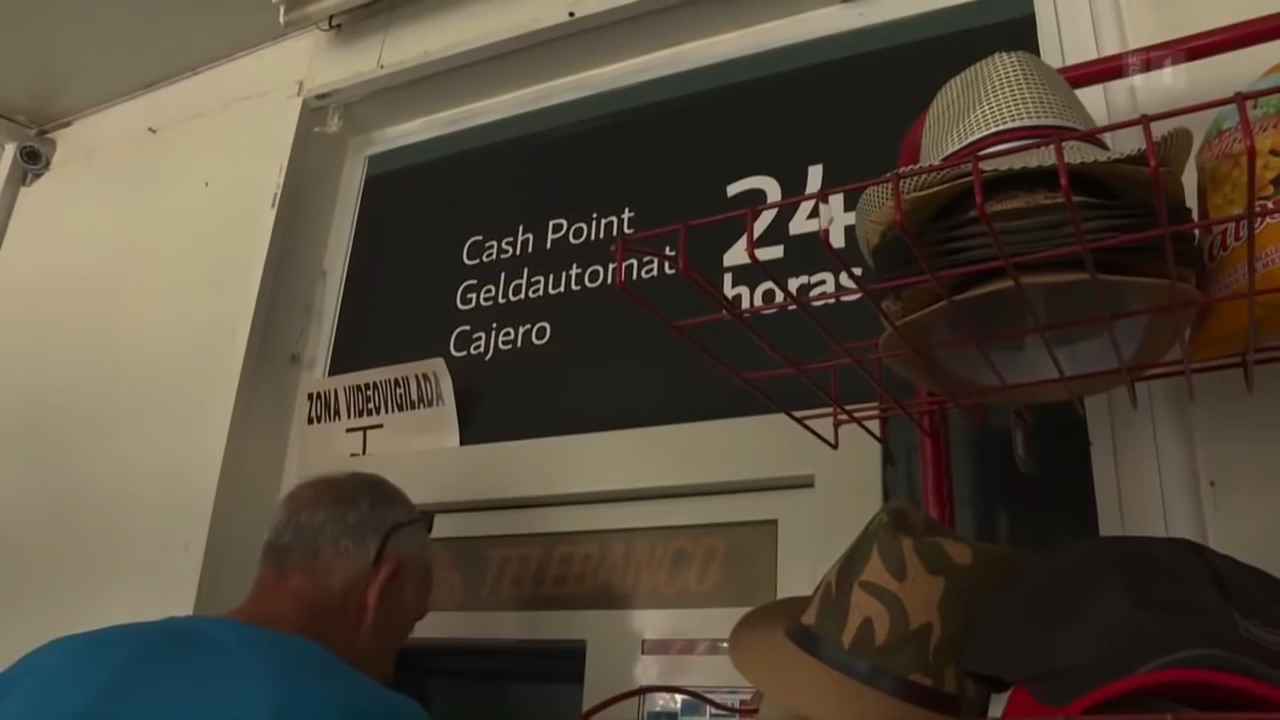 Cash Point
Geldautomat
Cajero
24
horas
ZONA VIDEOVIGILADA
TELEBANCO